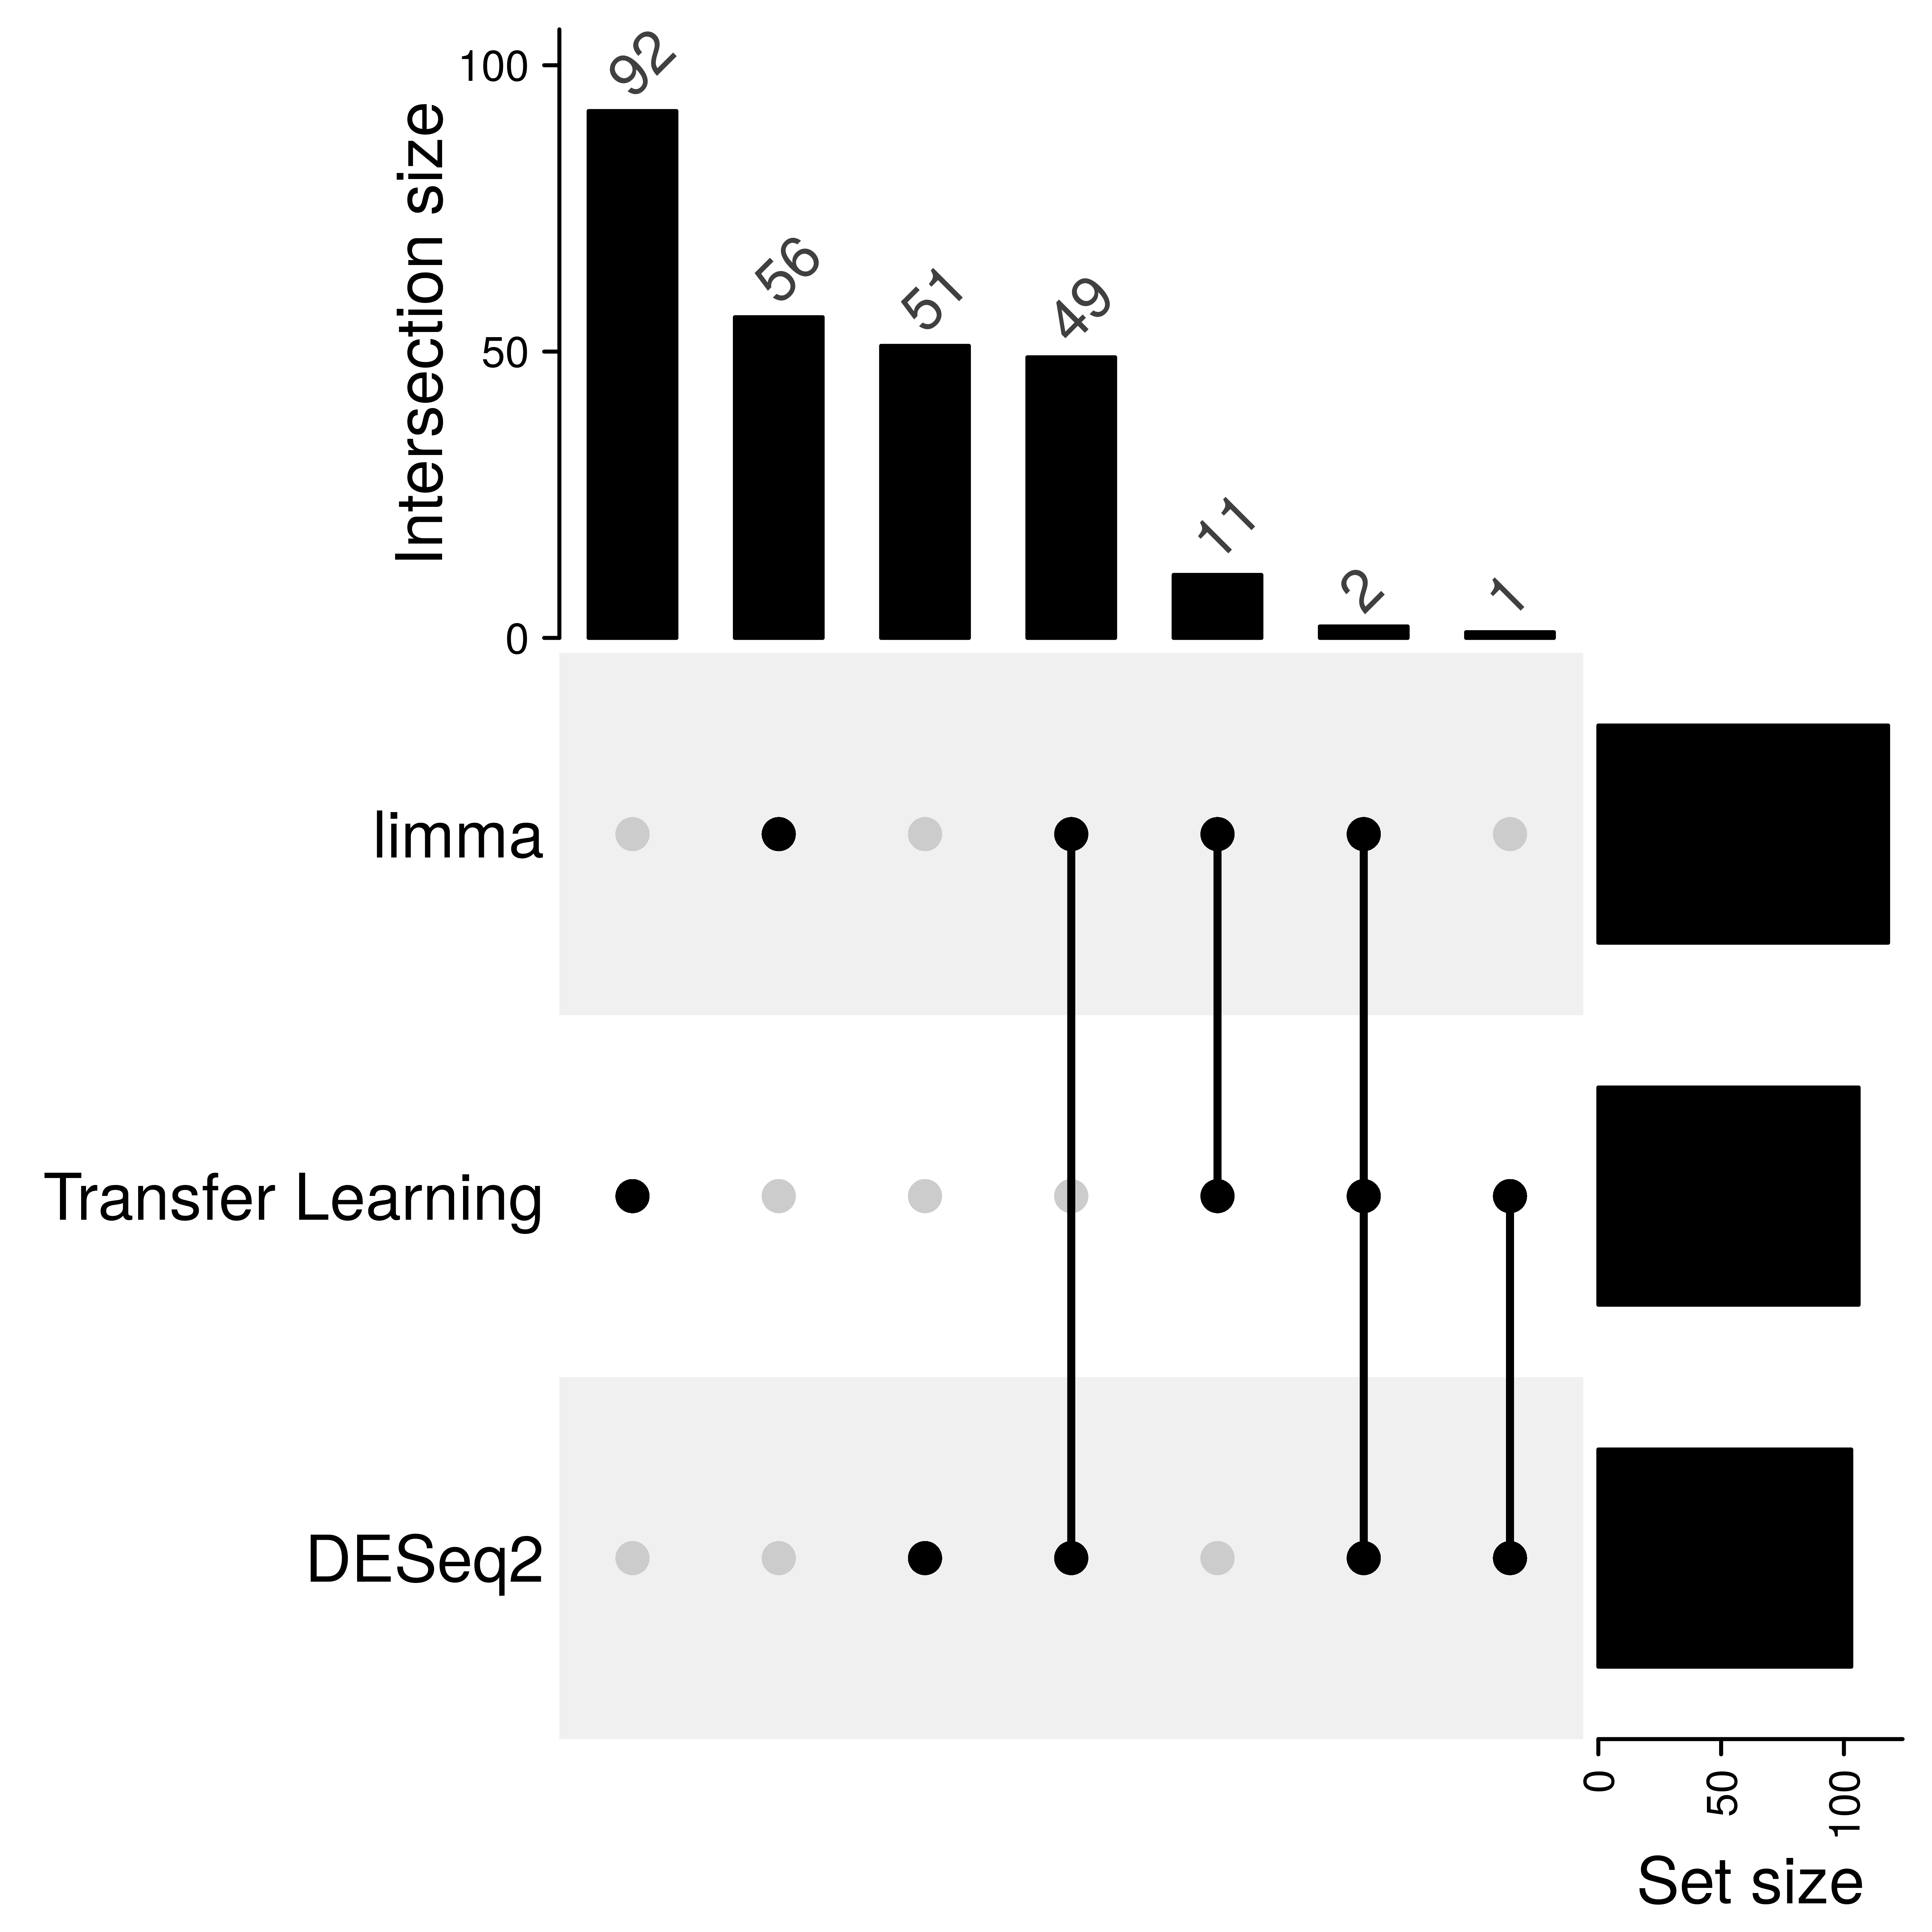 Intersection size
100
50
0
92
56
51
49
11
2
1
limma
Transfer Learning
DESeq2
0
50
100
Set size